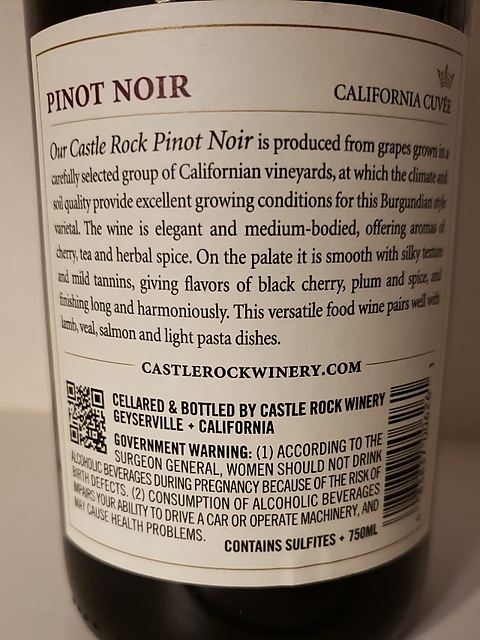 PINOT NOIR
CALIFORNIA CUVÉE
Our Castle Rock Pinot Noir is produced from grapes grown in a
carefully selected group of Californian vineyards, at which the climate and
soil quality provide excellent growing conditions for this Burgundian style
varietal. The wine is elegant and medium-bodied, offering aromas of
cherry, tea and herbal spice. On the palate it is smooth with silky texture
and mild tannins, giving flavors of black cherry, plum and spice, and
finishing long and harmoniously. This versatile food wine pairs well with
lamb, veal, salmon and light pasta dishes.
CASTLEROCKWINERY.COM
CELLARED & BOTTLED BY CASTLE ROCK WINERY
GEYSERVILLE + CALIFORNIA
GOVERNMENT WARNING: (1) ACCORDING TO THE
SURGEON GENERAL, WOMEN SHOULD NOT DRINK
ALCOHOLIC BEVERAGES DURING PREGNANCY BECAUSE OF THE RISK OF
BIRTH DEFECTS. (2) CONSUMPTION OF ALCOHOLIC BEVERAGES
IMPAIRS YOUR ABILITY TO DRIVE A CAR OR OPERATE MACHINERY, AND
MAY CAUSE HEALTH PROBLEMS.
CONTAINS SULFITES + 750ML